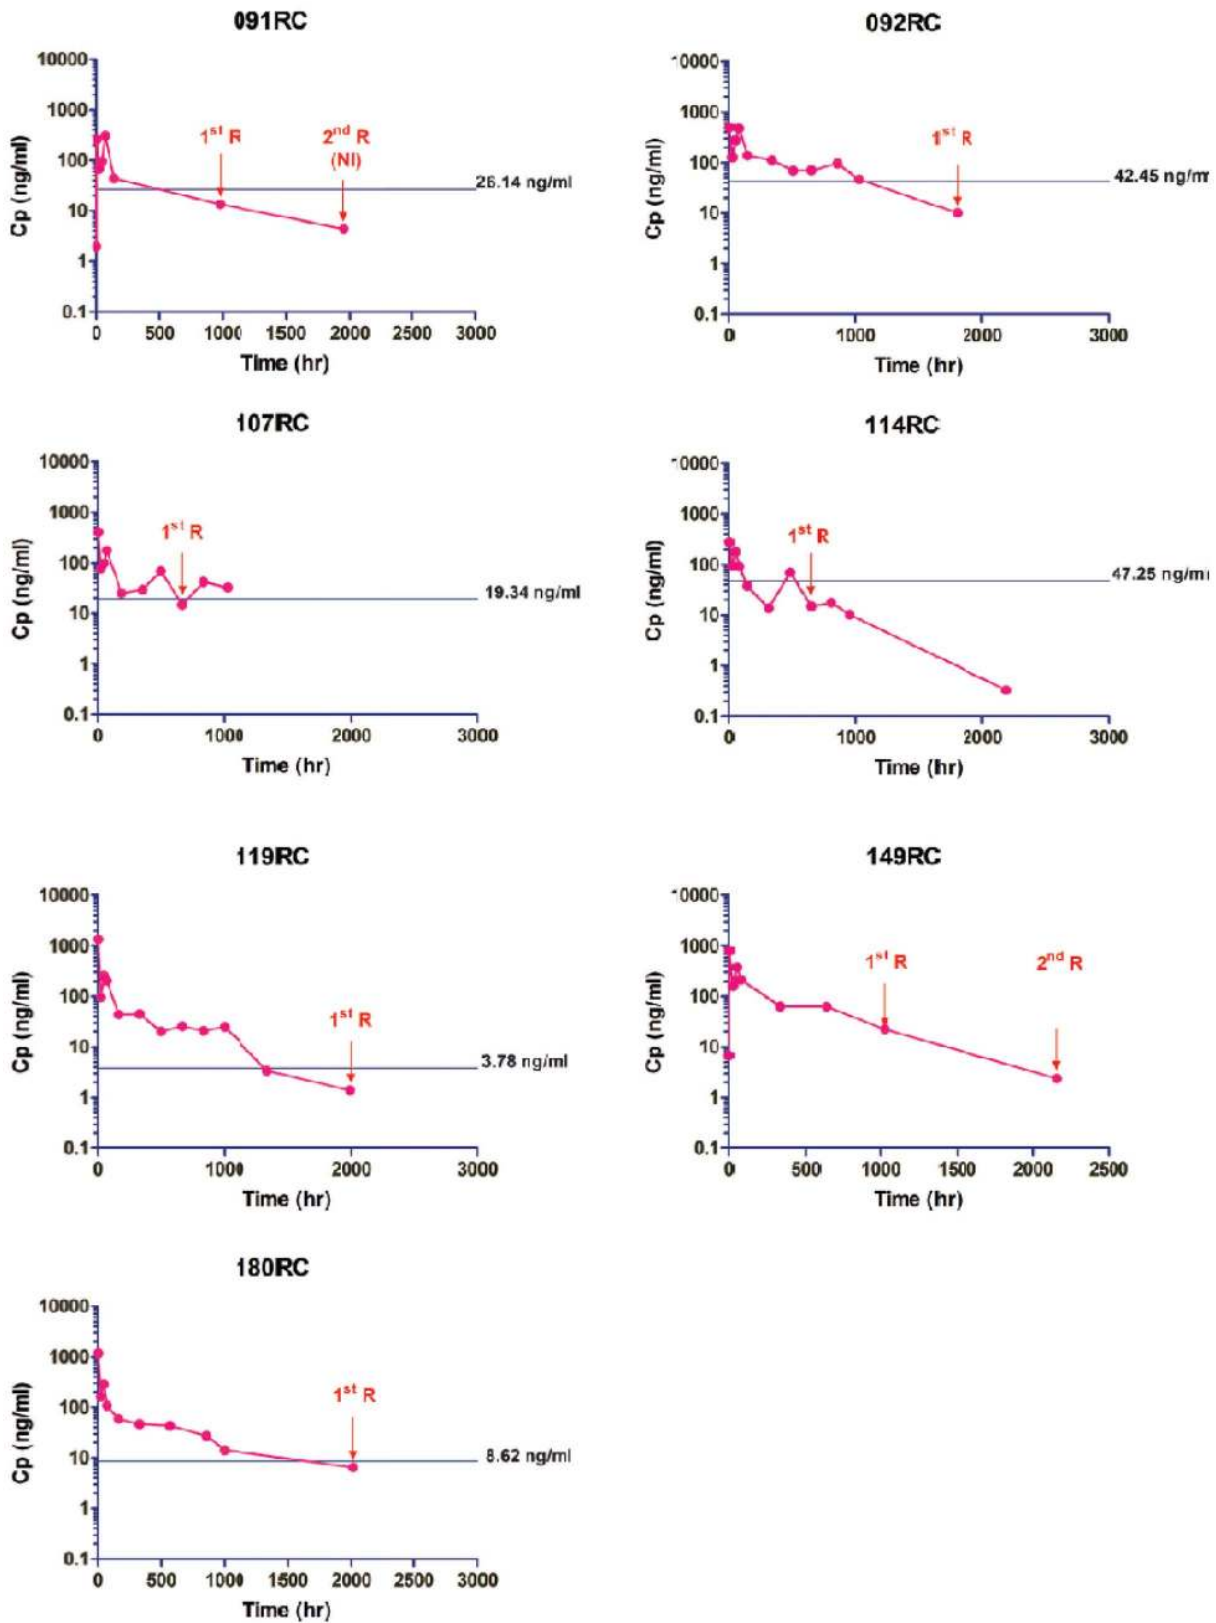 091RC
10000
1000
100
10
1
0.1
Cp (ng/ml)
1st R
2nd R
(NI)
26.14 ng/ml
0 500 1000 1500 2000 2500 3000
Time (hr)
092RC
10000
1000
100
10
1
0.1
Cp (ng/ml)
1st R
42.45 ng/m
0 1000 2000 3000
Time (hr)
107RC
10000
1000
100
10
1
0.1
Cp (ng/ml)
1st R
19.34 ng/ml
0 1000 2000 3000
Time (hr)
114RC
10000
1000
100
10
1
0.1
Cp (ng/ml)
1st R
47.25 ng/ml
0 1000 2000 3000
Time (hr)
119RC
10000
1000
100
10
1
0.1
Cp (ng/ml)
1st R
3.78 ng/ml
0 1000 2000 3000
Time (hr)
149RC
10000
1000
100
10
1
0.1
Cp (ng/ml)
1st R
2nd R
0 500 1000 1500 2000 2500
Time (hr)
180RC
10000
1000
100
10
1
0.1
Cp (ng/ml)
1st R
8.62 ng/ml
0 500 1000 1500 2000 2500 3000
Time (hr)